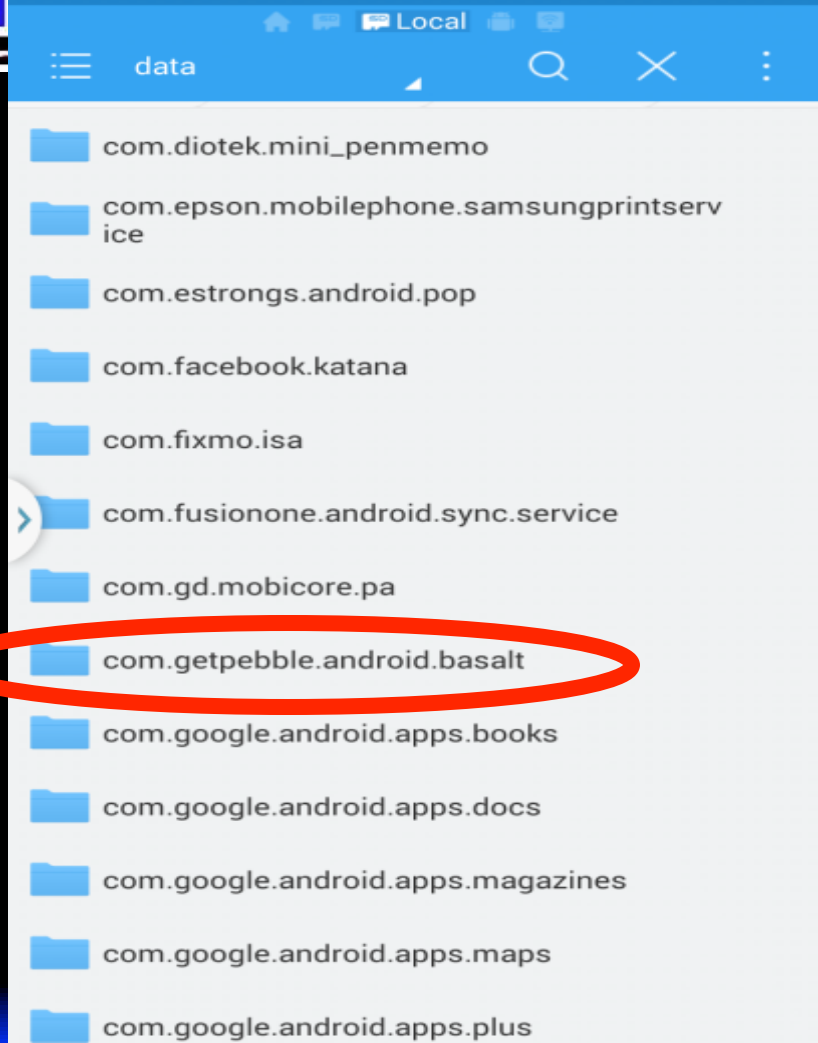 Local
data
com.diotek.mini_penmemo
com.epson.mobilephone.samsungprintserv
ice
com.estrongs.android.pop
com.facebook.katana
com.fixmo.isa
com.fusionone.android.sync.service
com.gd.mobicore.pa
com.getpebble.android.basalt
com.google.android.apps.books
com.google.android.apps.docs
com.google.android.apps.magazines
com.google.android.apps.maps
com.google.android.apps.plus